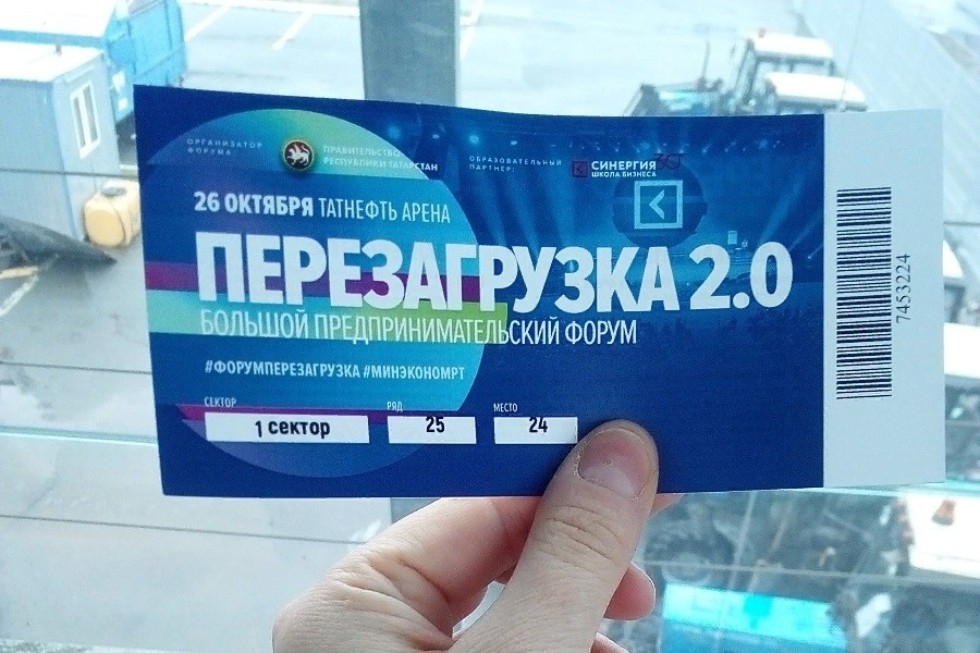 ОРГАНИЗАТОР
ФОРУМА
ПРАВИТЕЛЬСТВО
РЕСПУБЛИКИ ТАТАРСТАН
ОБРАЗОВАТЕЛЬНЫЙ
ПАРТНЕР:
СИНЕРГИЯ
ШКОЛА БИЗНЕСА
26 ОКТЯБРЯ ТАТНЕФТЬ АРЕНА
ПЕРЕЗАГРУЗКА 2.0
БОЛЬШОЙ ПРЕДПРИНИМАТЕЛЬСКИЙ ФОРУМ
#ФОРУМПЕРЕЗАГРУЗКА #МИНЭКОНОМРТ
СЕКТОР РЯД МЕСТО
1 сектор 25 24
7453224